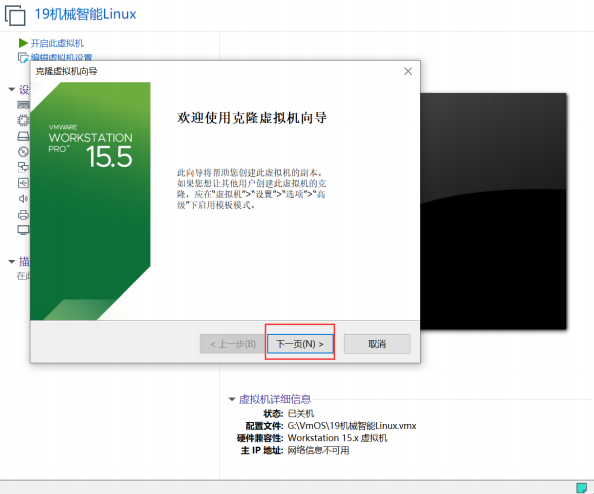 19机械智能Linux
开启此虚拟机
编辑虚拟机设置
克隆虚拟机向导
设
VMWARE
WORKSTATION
PRO™ 15.5
欢迎使用克隆虚拟机向导
此向导将帮助您创建此虚拟机的副本。
如果您想让其他用户创建此虚拟机的克
隆，应在“虚拟机”>“设置”>“选项”>“高
级”下启用模板模式。
描
在此
< 上一步(B)
下一页(N) >
取消
虚拟机详细信息
状态: 已关机
配置文件: G:\VmOS\19机械智能Linux.vmx
硬件兼容性: Workstation 15.x 虚拟机
主 IP 地址: 网络信息不可用